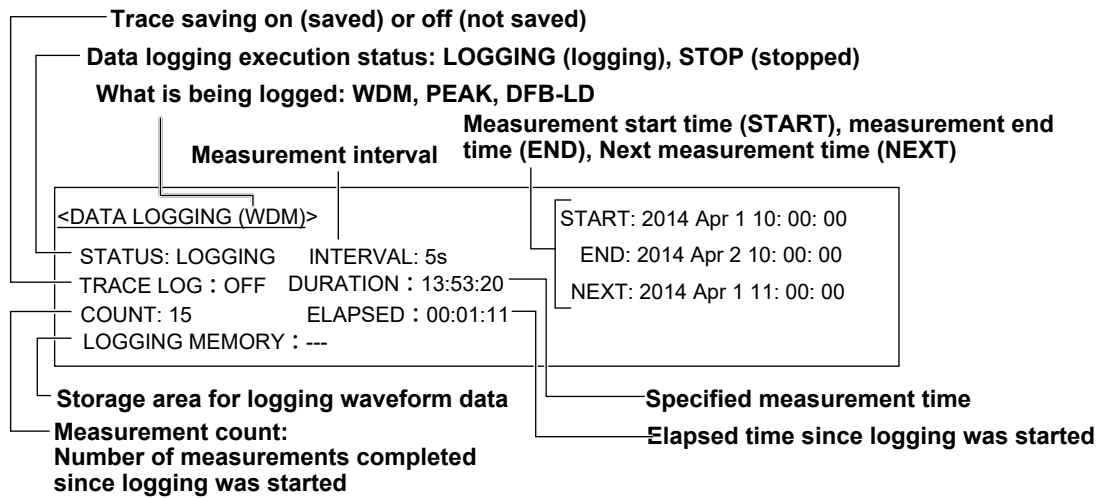 Trace saving on (saved) or off (not saved)
Data logging execution status: LOGGING (logging), STOP (stopped)
What is being logged: WDM, PEAK, DFB-LD
Measurement start time (START), measurement end
time (END), Next measurement time (NEXT)
Measurement interval
<DATA LOGGING (WDM)>
START: 2014 Apr 1 10: 00: 00
STATUS: LOGGING INTERVAL: 5s
END: 2014 Apr 2 10: 00: 00
TRACE LOG：OFF DURATION：13:53:20
NEXT: 2014 Apr 1 11: 00: 00
COUNT: 15 ELAPSED：00:01:11
LOGGING MEMORY：---
Storage area for logging waveform data
Specified measurement time
Measurement count:
Elapsed time since logging was started
Number of measurements completed
since logging was started